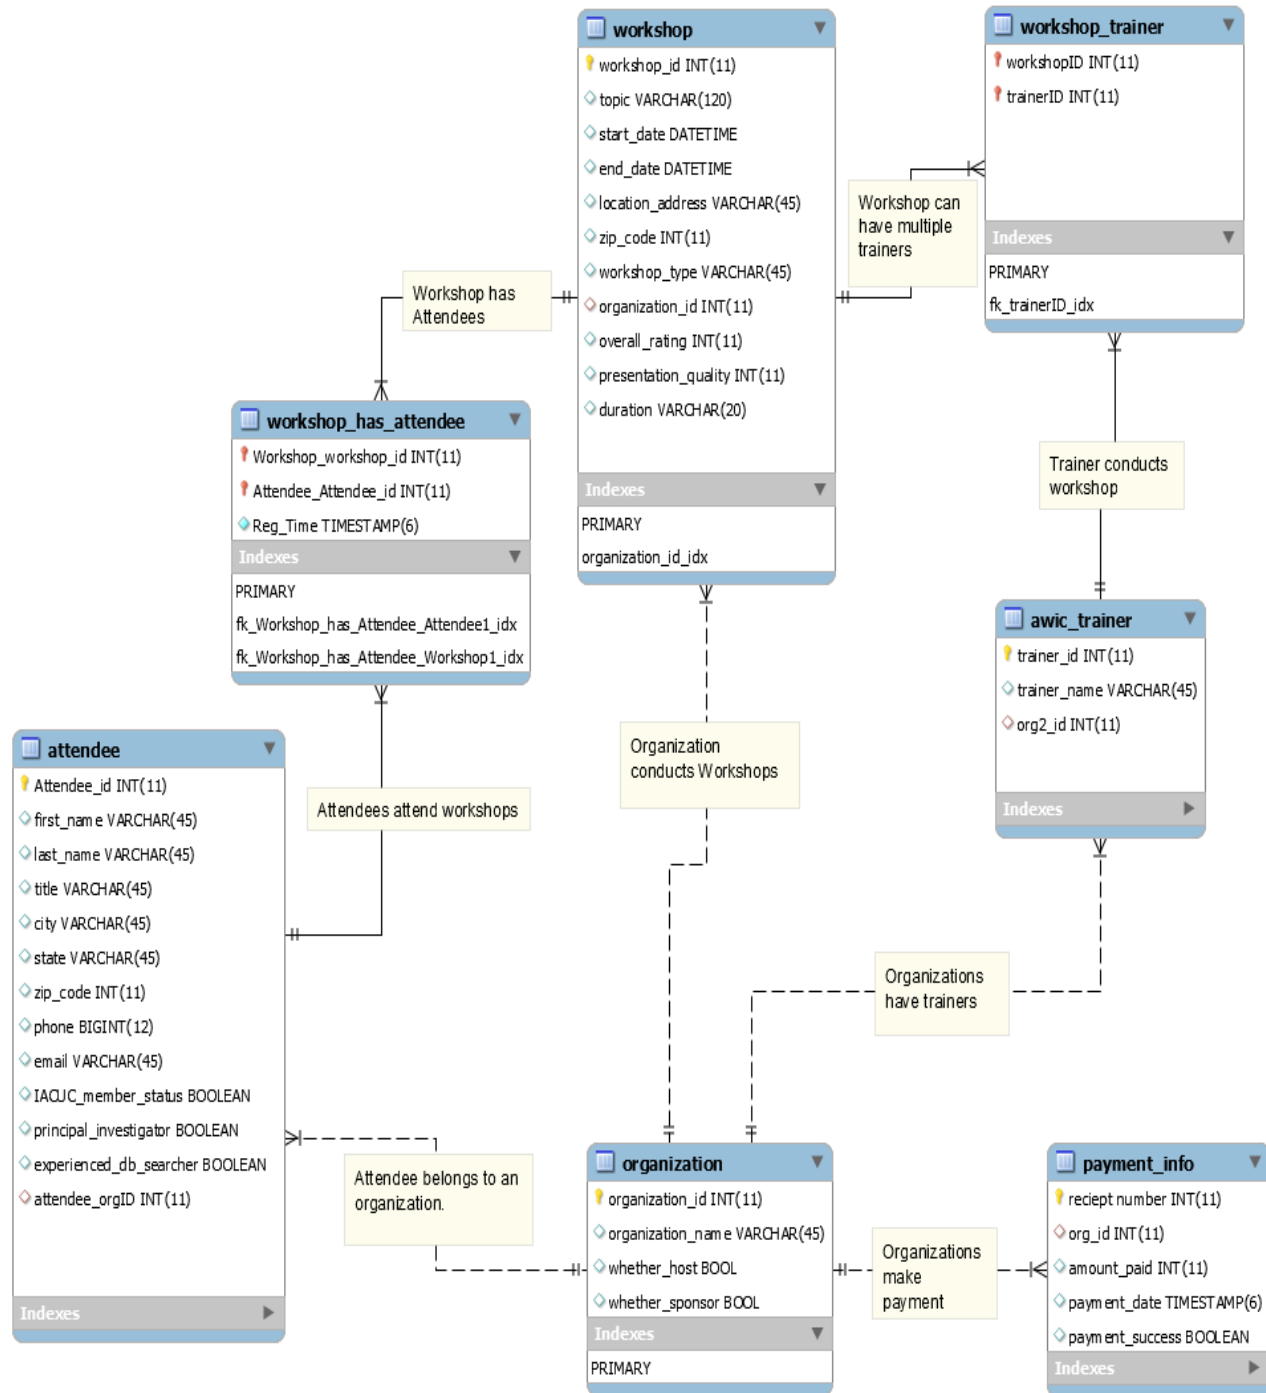 workshop
workshop_id INT(11)
topic VARCHAR(120)
start_date DATETIME
end_date DATETIME
location_address VARCHAR(45)
zip_code INT(11)
workshop_type VARCHAR(45)
organization_id INT(11)
overall_rating INT(11)
presentation_quality INT(11)
duration VARCHAR(20)
Indexes
PRIMARY
organization_id_idx
workshop_trainer
workshopID INT(11)
trainerID INT(11)
Indexes
PRIMARY
fk_trainerID_idx
Workshop can
have multiple
trainers
Workshop has
Attendees
workshop_has_attendee
Workshop_workshop_id INT(11)
Attendee_Attendee_id INT(11)
Reg_Time TIMESTAMP(6)
Indexes
PRIMARY
fk_Workshop_has_Attendee_Attendee1_idx
fk_Workshop_has_Attendee_Workshop1_idx
Trainer conducts
workshop
awic_trainer
trainer_id INT(11)
trainer_name VARCHAR(45)
org2_id INT(11)
Indexes
Organization
conducts Workshops
attendee
Attendee_id INT(11)
first_name VARCHAR(45)
last_name VARCHAR(45)
title VARCHAR(45)
city VARCHAR(45)
state VARCHAR(45)
zip_code INT(11)
phone BIGINT(12)
email VARCHAR(45)
IACUC_member_status BOOLEAN
principal_investigator BOOLEAN
experienced_db_searcher BOOLEAN
attendee_orgID INT(11)
Indexes
Attendees attend workshops
Organizations
have trainers
Attendee belongs to an
organization.
organization
organization_id INT(11)
organization_name VARCHAR(45)
whether_host BOOL
whether_sponsor BOOL
Indexes
PRIMARY
Organizations
make
payment
payment_info
reciept number INT(11)
org_id INT(11)
amount_paid INT(11)
payment_date TIMESTAMP(6)
payment_success BOOLEAN
Indexes